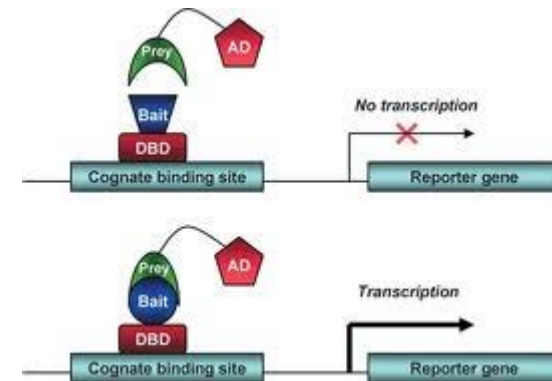 Prey
AD
No transcription
Bait
DBD
Cognate binding site
Reporter gene
Prey
AD
Bait
Transcription
DBD
Cognate binding site
Reporter gene